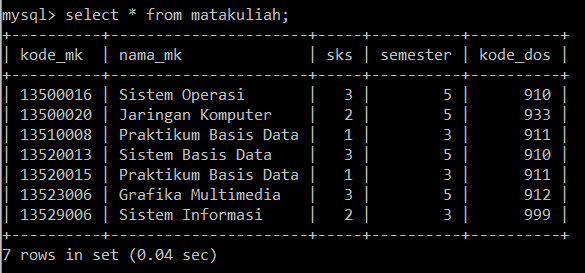 mysql> select * from matakuliah;
+----------+----------------------+------+----------+----------+
| kode_mk  | nama_mk              | sks  | semester | kode_dos |
+----------+----------------------+------+----------+----------+
| 13500016 | Sistem Operasi       |    3 |        5 |      910 |
| 13500020 | Jaringan Komputer    |    2 |        5 |      933 |
| 13510008 | Praktikum Basis Data |    1 |        3 |      911 |
| 13520013 | Sistem Basis Data    |    3 |        5 |      910 |
| 13520015 | Praktikum Basis Data |    1 |        3 |      911 |
| 13523006 | Grafika Multimedia   |    3 |        5 |      912 |
| 13529006 | Sistem Informasi     |    2 |        3 |      999 |
+----------+----------------------+------+----------+----------+
7 rows in set (0.04 sec)